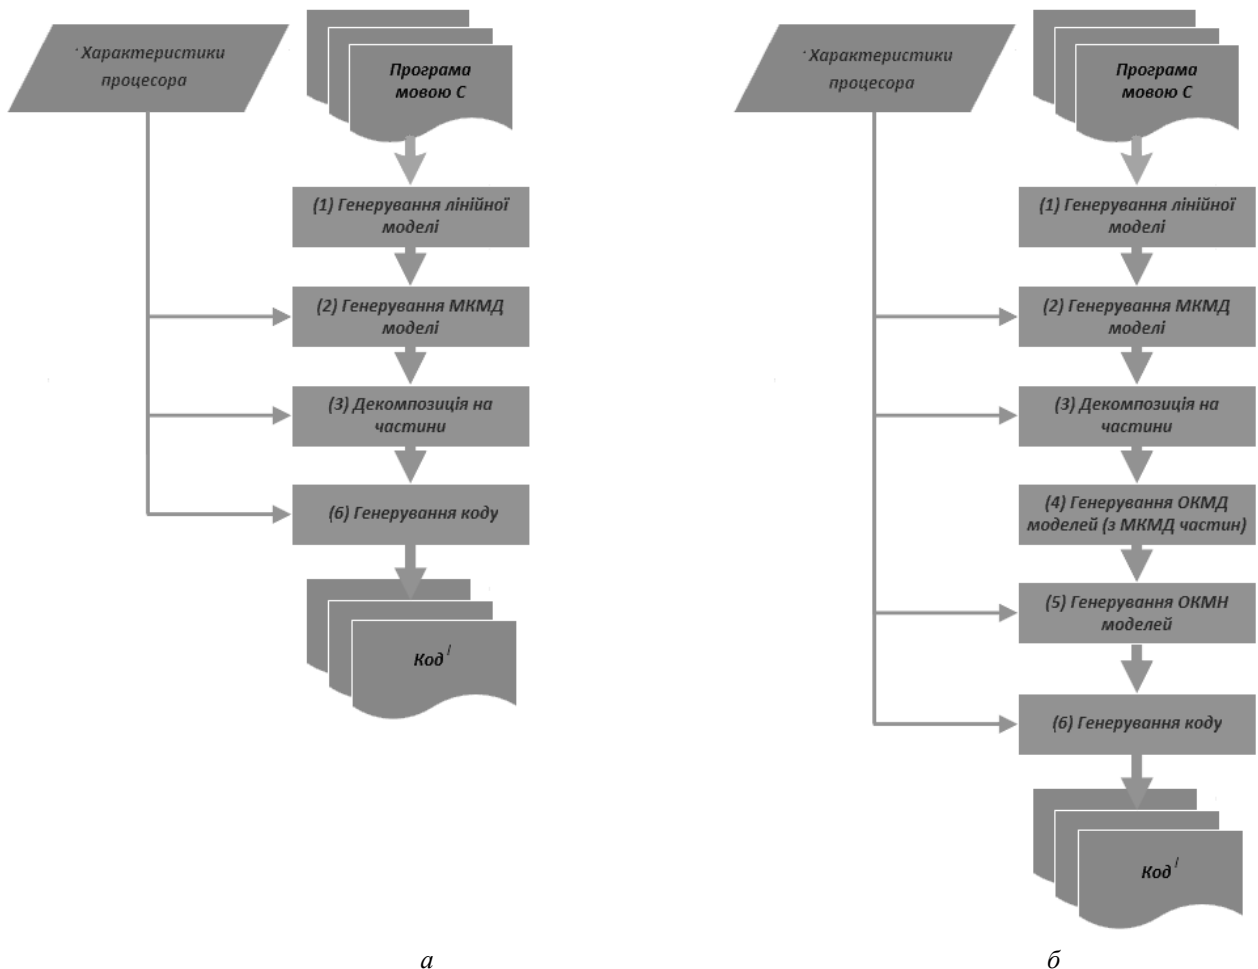 Характеристики
процесора
Програма
мовою С
(1) Генерування лінійної
моделі
(2) Генерування МКМД
моделі
(3) Декомпозиція на
частини
(6) Генерування коду
Код /
а
Характеристики
процесора
Програма
мовою С
(1) Генерування лінійної
моделі
(2) Генерування МКМД
моделі
(3) Декомпозиція на
частини
(4) Генерування ОКМД
моделей (з МКМД частин)
(5) Генерування ОКМН
моделей
(6) Генерування коду
Код /
б